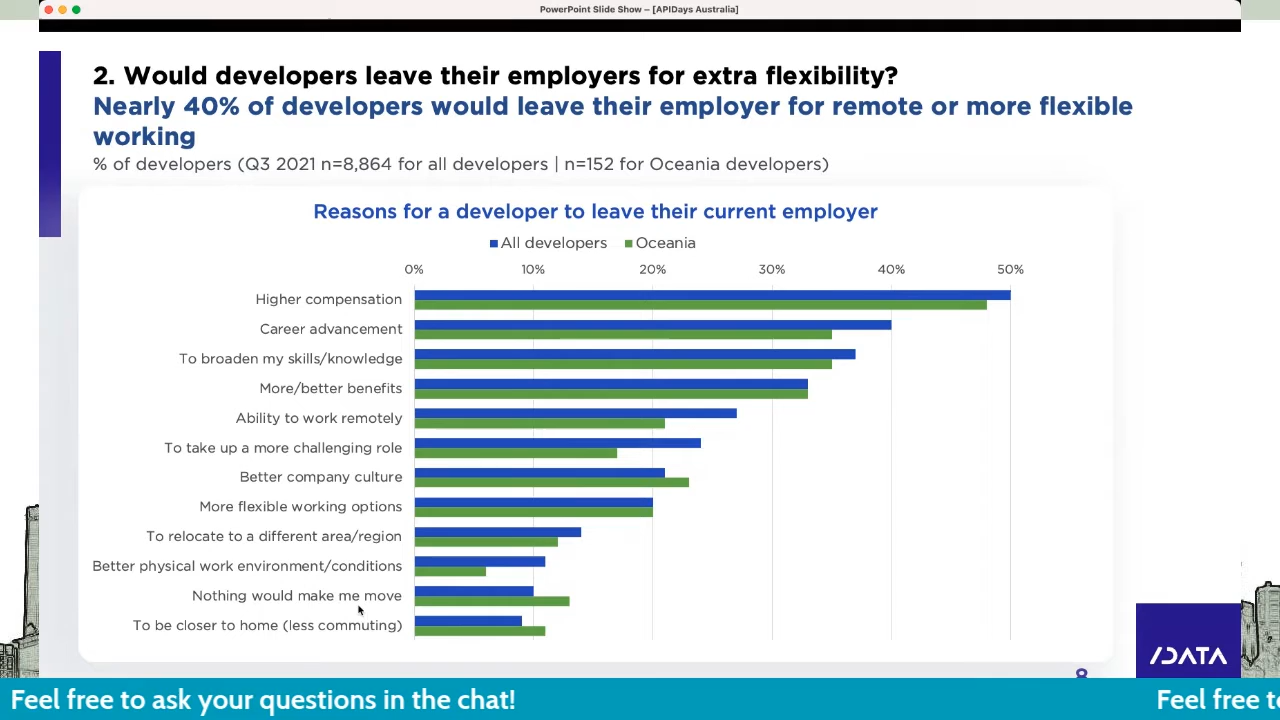 PowerPoint Slide Show – [APIDays Australia]
2. Would developers leave their employers for extra flexibility?
Nearly 40% of developers would leave their employer for remote or more flexible
working
% of developers (Q3 2021 n=8,864 for all developers | n=152 for Oceania developers)
Reasons for a developer to leave their current employer
All developers Oceania
0% 10% 20% 30% 40% 50%
Higher compensation
Career advancement
To broaden my skills/knowledge
More/better benefits
Ability to work remotely
To take up a more challenging role
Better company culture
More flexible working options
To relocate to a different area/region
Better physical work environment/conditions
Nothing would make me move
To be closer to home (less commuting)
/DATA
8
Feel free to ask your questions in the chat! Feel free to